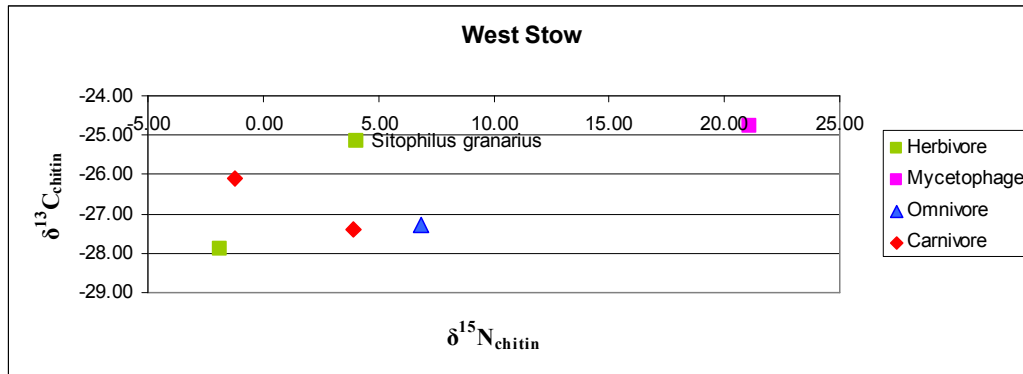 West Stow
-24.00
-5.00 0.00 5.00 10.00 15.00 20.00 25.00
-25.00
Sitophilus granarius
-26.00
-27.00
-28.00
-29.00
δ¹³Cchitin
δ¹⁵Nchitin
Herbivore
Mycetophage
Omnivore
Carnivore